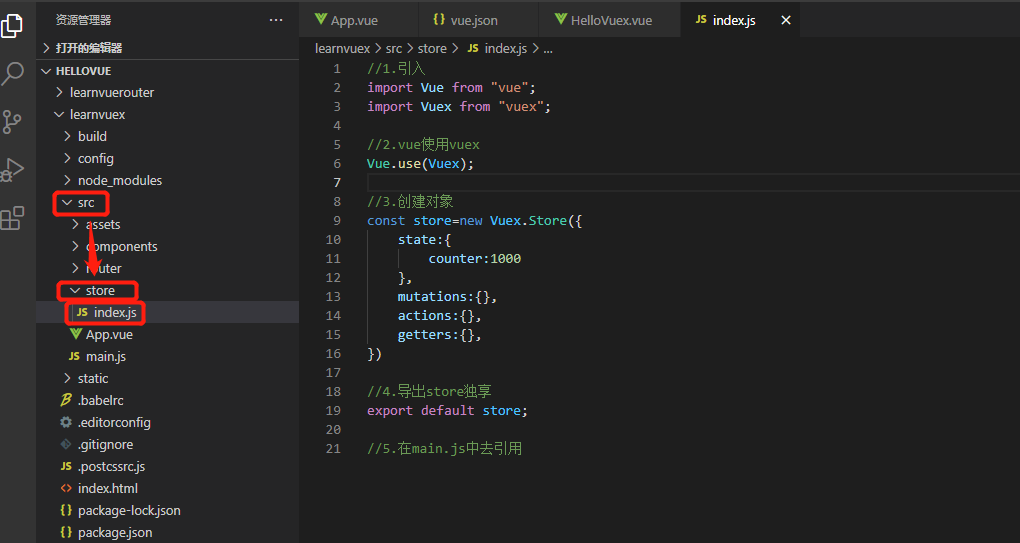 资源管理器
···
打开的编辑器
HELLOVUE
learnvuerouter
learnvuex
build
config
node_modules
src
assets
components
router
store
JS index.js
App.vue
JS main.js
static
.babelrc
.editorconfig
.gitignore
JS .postcssrc.js
<> index.html
{} package-lock.json
{} package.json
App.vue
{} vue.json
HelloVuex.vue
JS index.js ×
learnvuex > src > store > JS index.js > ...
1 //1.引入
2 import Vue from "vue";
3 import Vuex from "vuex";
4
5 //2.vue使用vuex
6 Vue.use(Vuex);
7
8 //3.创建对象
9 const store=new Vuex.Store({
10 state:{
11 counter:1000
12 },
13 mutations:{},
14 actions:{},
15 getters:{},
16 })
17
18 //4.导出store独享
19 export default store;
20
21 //5.在main.js中去引用